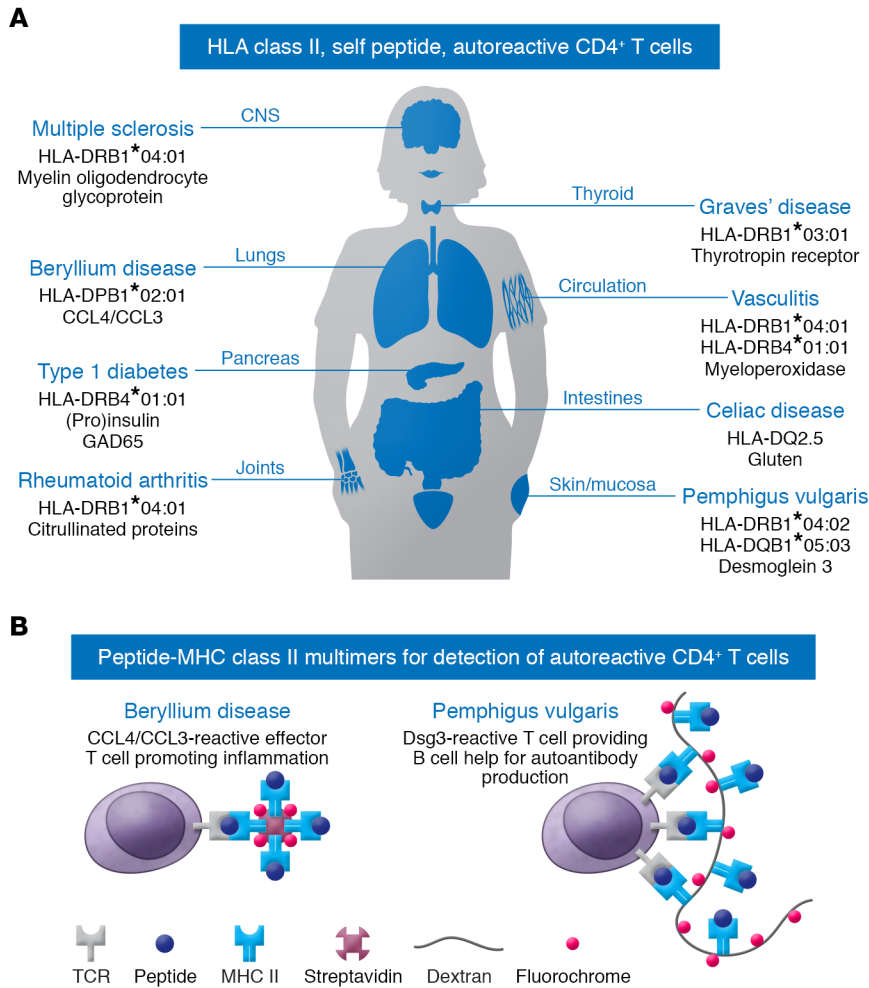 A
HLA class II, self peptide, autoreactive CD4⁺ T cells
CNS
Multiple sclerosis
HLA-DRB1*04:01
Myelin oligodendrocyte
glycoprotein
Thyroid
Graves’ disease
HLA-DRB1*03:01
Thyrotropin receptor
Lungs
Beryllium disease
HLA-DPB1*02:01
CCL4/CCL3
Circulation
Vasculitis
HLA-DRB1*04:01
HLA-DRB4*01:01
Myeloperoxidase
Pancreas
Type 1 diabetes
HLA-DRB4*01:01
(Pro)insulin
GAD65
Intestines
Celiac disease
HLA-DQ2.5
Gluten
Joints
Rheumatoid arthritis
HLA-DRB1*04:01
Citrullinated proteins
Skin/mucosa
Pemphigus vulgaris
HLA-DRB1*04:02
HLA-DQB1*05:03
Desmoglein 3
B
Peptide-MHC class II multimers for detection of autoreactive CD4⁺ T cells
Beryllium disease
CCL4/CCL3-reactive effector
T cell promoting inflammation
Pemphigus vulgaris
Dsg3-reactive T cell providing
B cell help for autoantibody
production
TCR
Peptide
MHC II
Streptavidin
Dextran
Fluorochrome